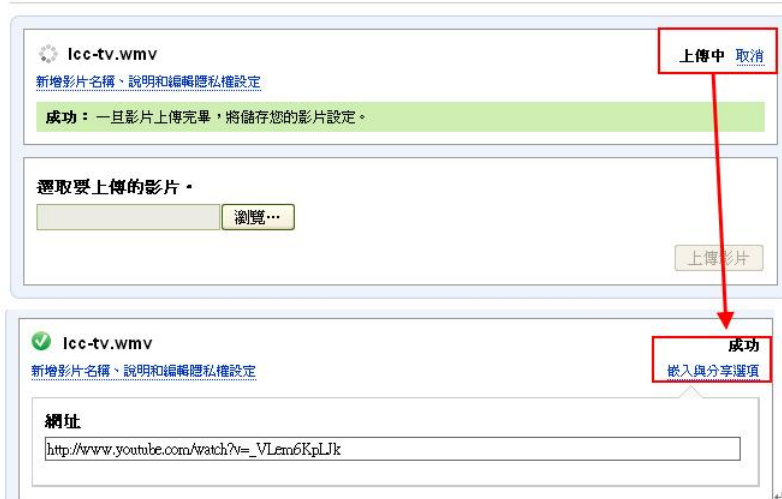 lcc-tv.wmv
上傳中 取消
新增影片名稱、說明和編輯隱私權設定
成功：一旦影片上傳完畢，將儲存您的影片設定。
選取要上傳的影片。
瀏覽…
上傳影片
lcc-tv.wmv
成功
新增影片名稱、說明和編輯隱私權設定
嵌入與分享選項
網址
http://www.youtube.com/watch?v=_VLem6KpLJk